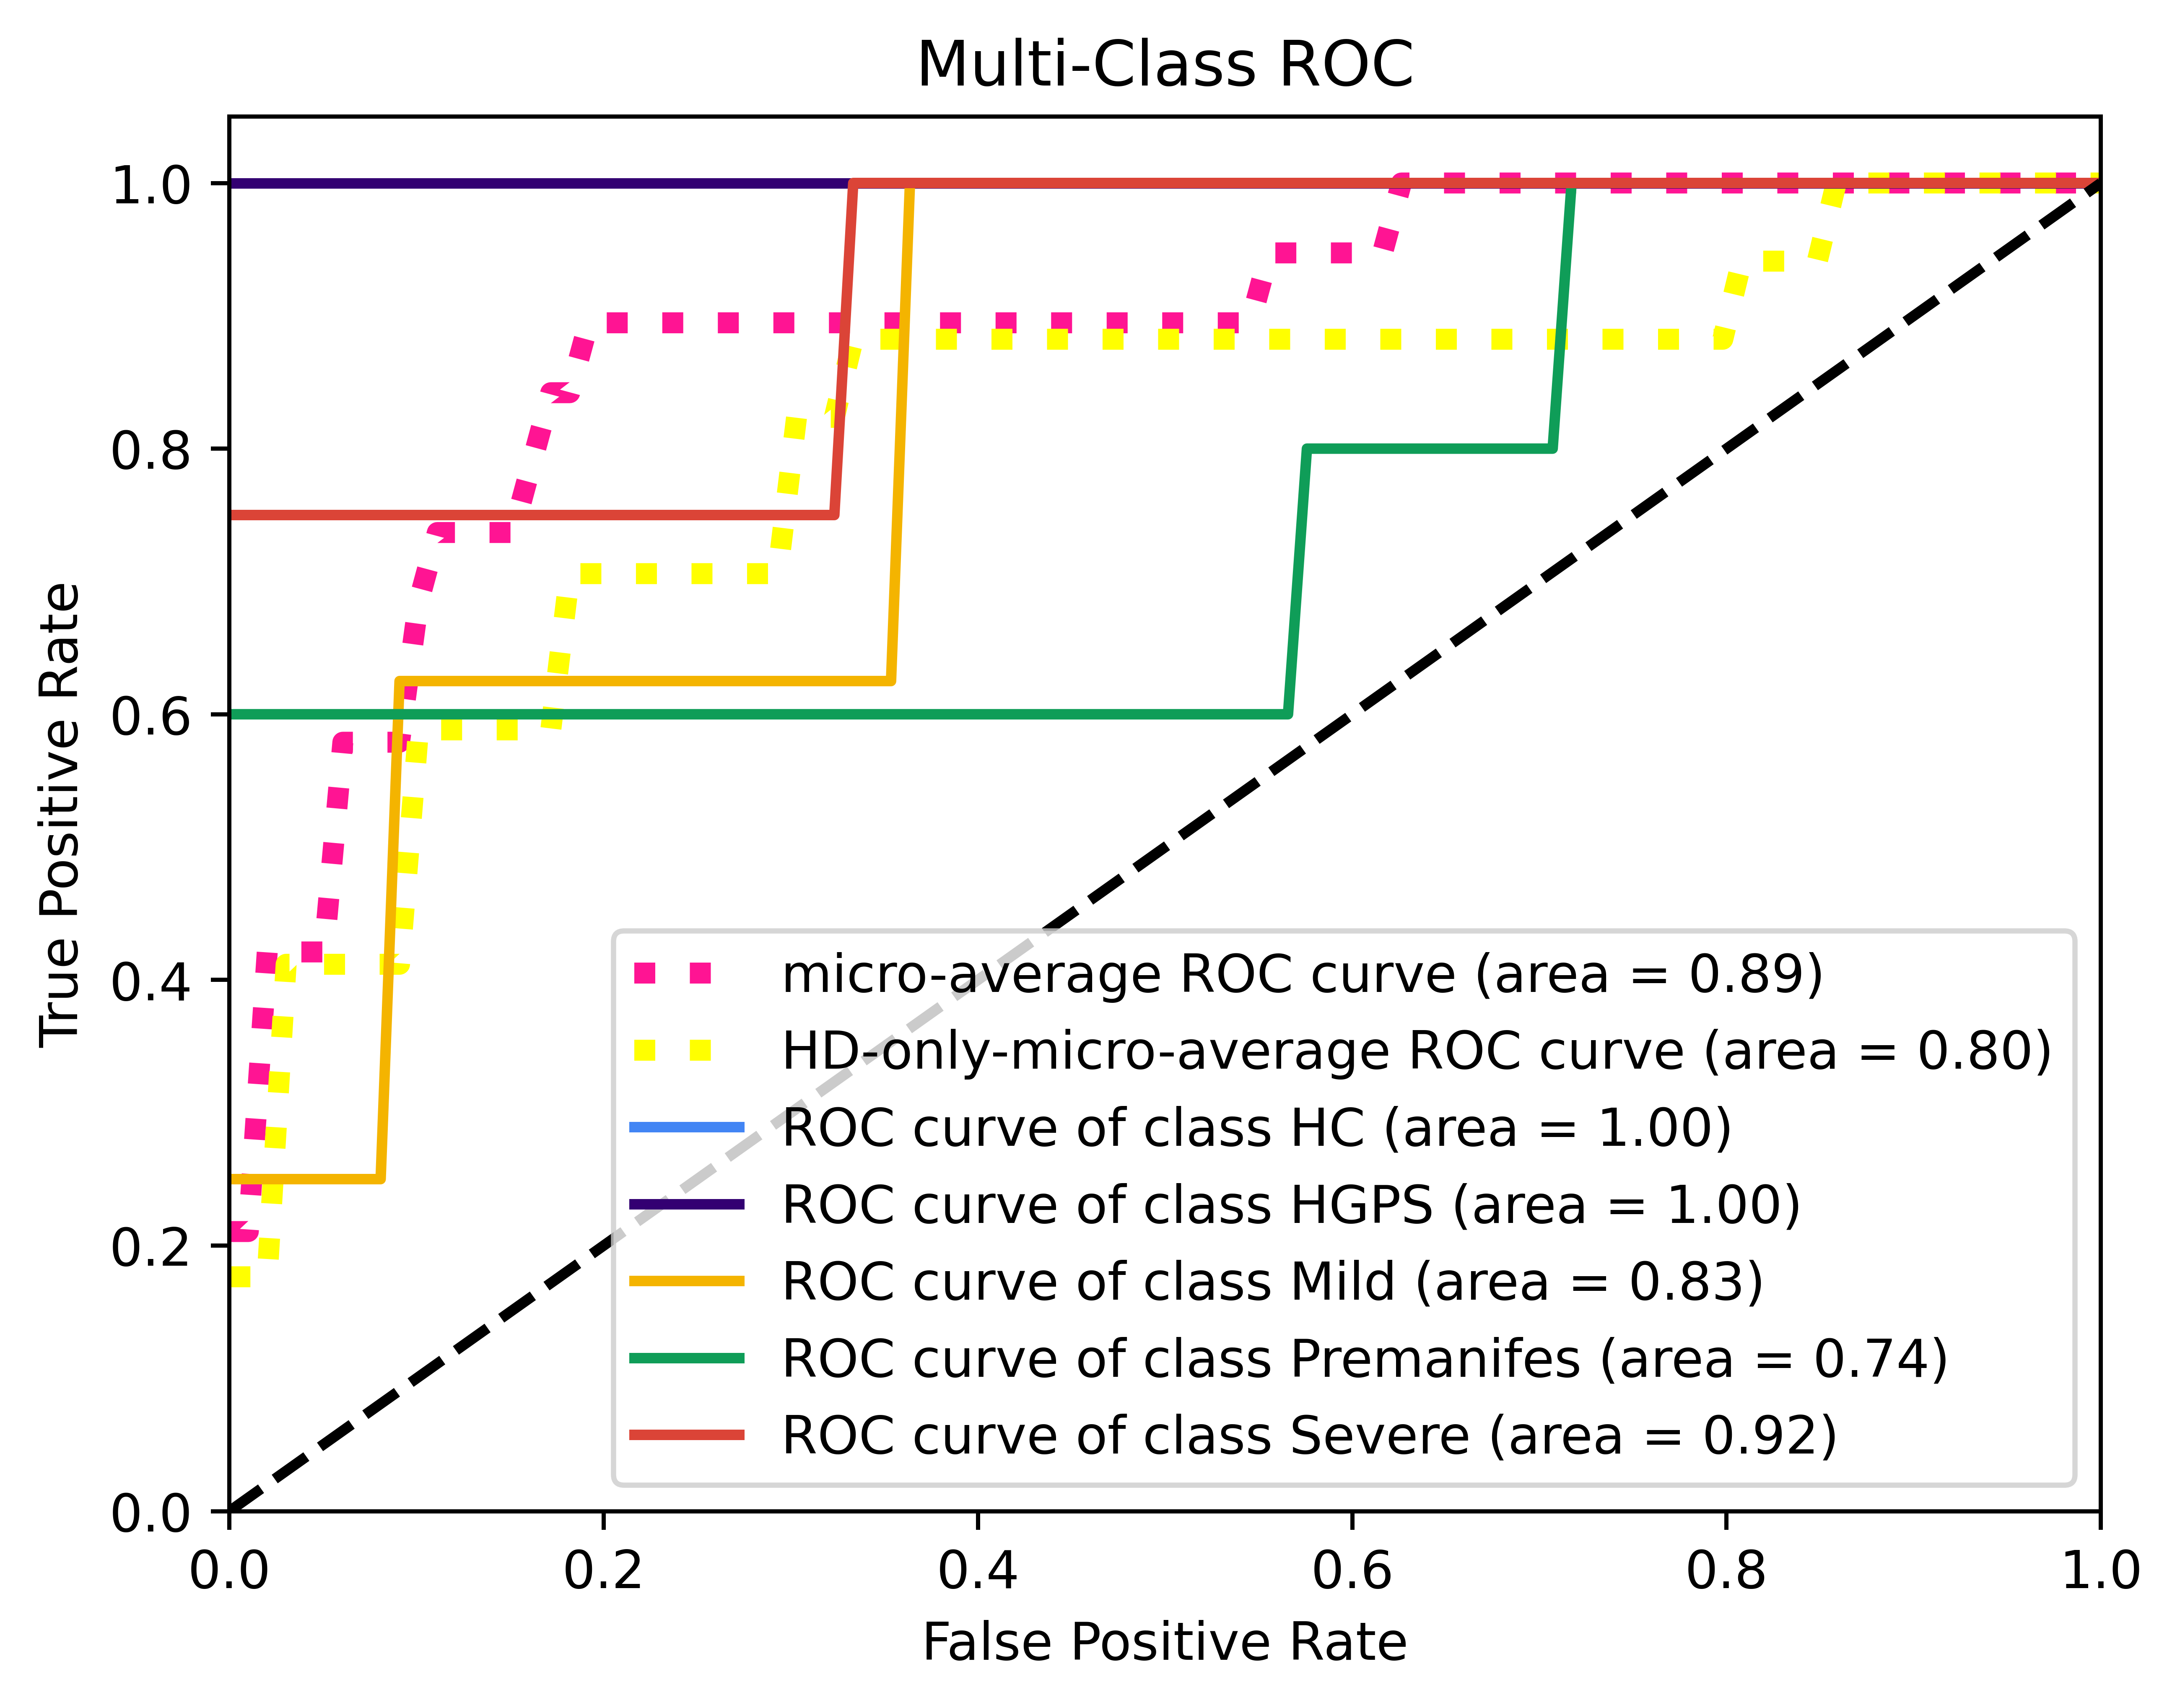 Multi-Class ROC
True Positive Rate
1.0
0.8
0.6
0.4
0.2
0.0
micro-average ROC curve (area = 0.89)
HD-only-micro-average ROC curve (area = 0.80)
ROC curve of class HC (area = 1.00)
ROC curve of class HGPS (area = 1.00)
ROC curve of class Mild (area = 0.83)
ROC curve of class Premanifes (area = 0.74)
ROC curve of class Severe (area = 0.92)
0.0 0.2 0.4 0.6 0.8 1.0
False Positive Rate